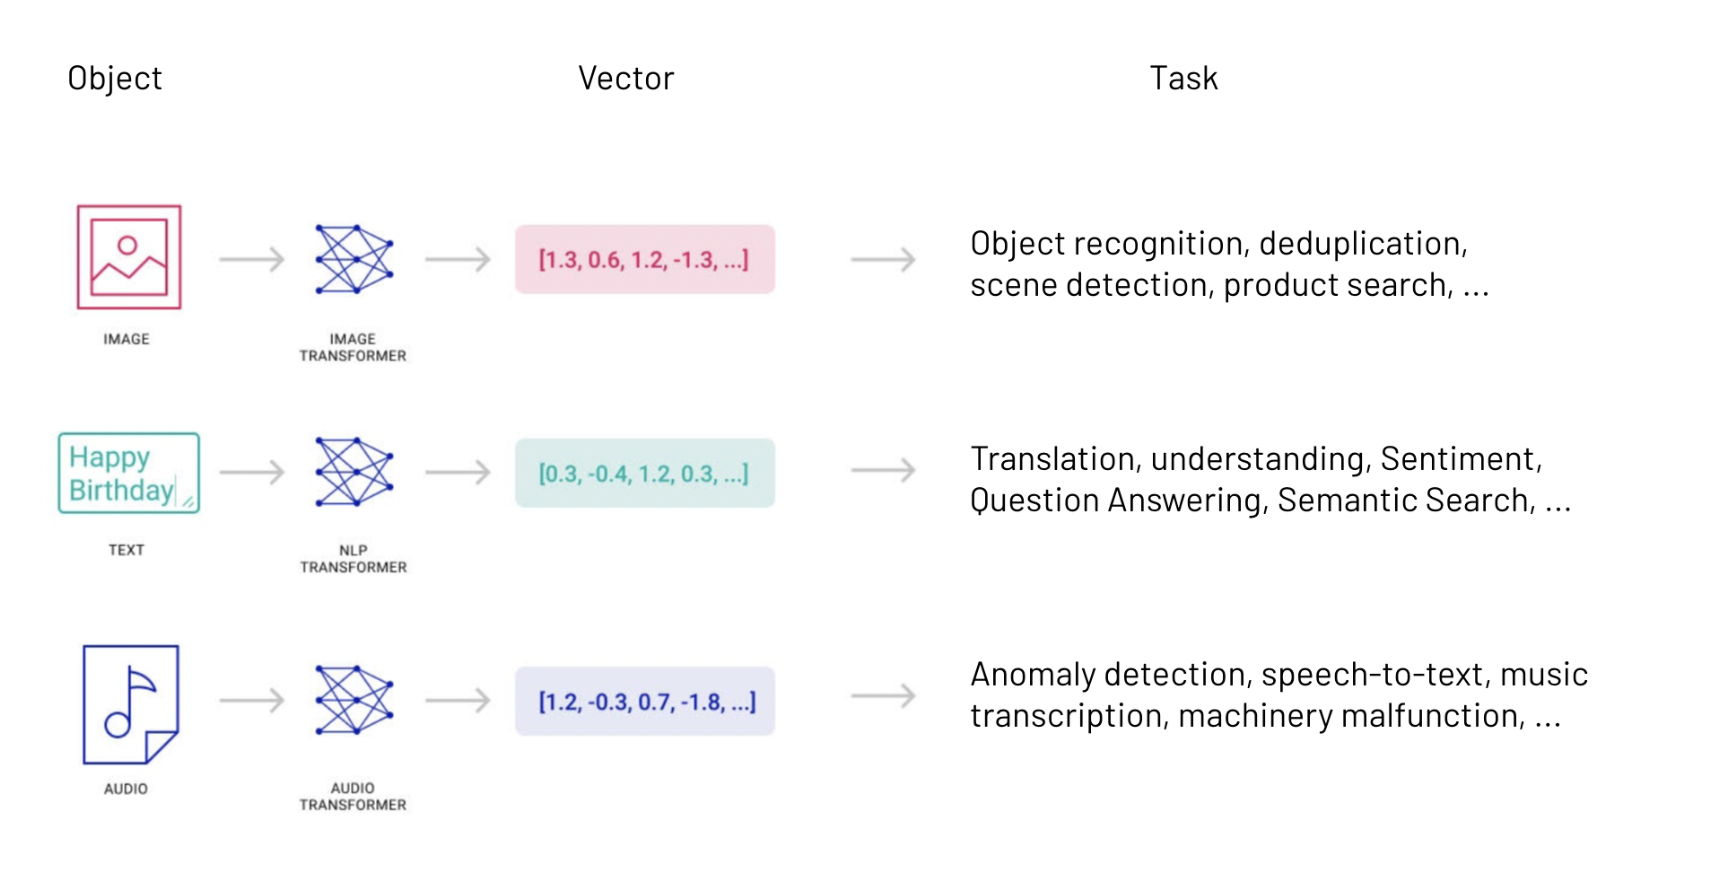 Object
Vector
Task
[1.3, 0.6, 1.2, -1.3, ...]
Object recognition, deduplication,
scene detection, product search, ...
IMAGE
IMAGE
TRANSFORMER
Happy
Birthday
[0.3, -0.4, 1.2, 0.3, ...]
Translation, understanding, Sentiment,
Question Answering, Semantic Search, ...
TEXT
NLP
TRANSFORMER
[1.2, -0.3, 0.7, -1.8, ...]
Anomaly detection, speech-to-text, music
transcription, machinery malfunction, ...
AUDIO
AUDIO
TRANSFORMER